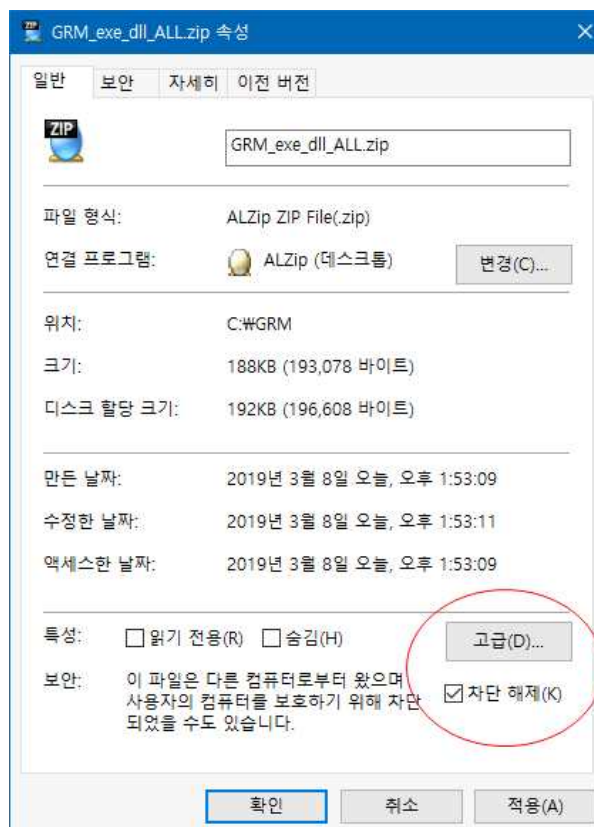 GRM_exe_dll_ALL.zip 속성
일반 보안 자세히 이전 버전
ZIP
GRM_exe_dll_ALL.zip
파일 형식: ALZip ZIP File(.zip)
연결 프로그램: ALZip (데스크톱) 변경(C)...
위치: C:₩GRM
크기: 188KB (193,078 바이트)
디스크 할당 크기: 192KB (196,608 바이트)
만든 날짜: 2019년 3월 8일 오늘, 오후 1:53:09
수정한 날짜: 2019년 3월 8일 오늘, 오후 1:53:11
액세스한 날짜: 2019년 3월 8일 오늘, 오후 1:53:09
특성: 읽기 전용(R) 숨김(H) 고급(D)...
보안: 이 파일은 다른 컴퓨터로부터 왔으며
사용자의 컴퓨터를 보호하기 위해 차단 차단 해제(K)
되었을 수도 있습니다.
확인 취소 적용(A)